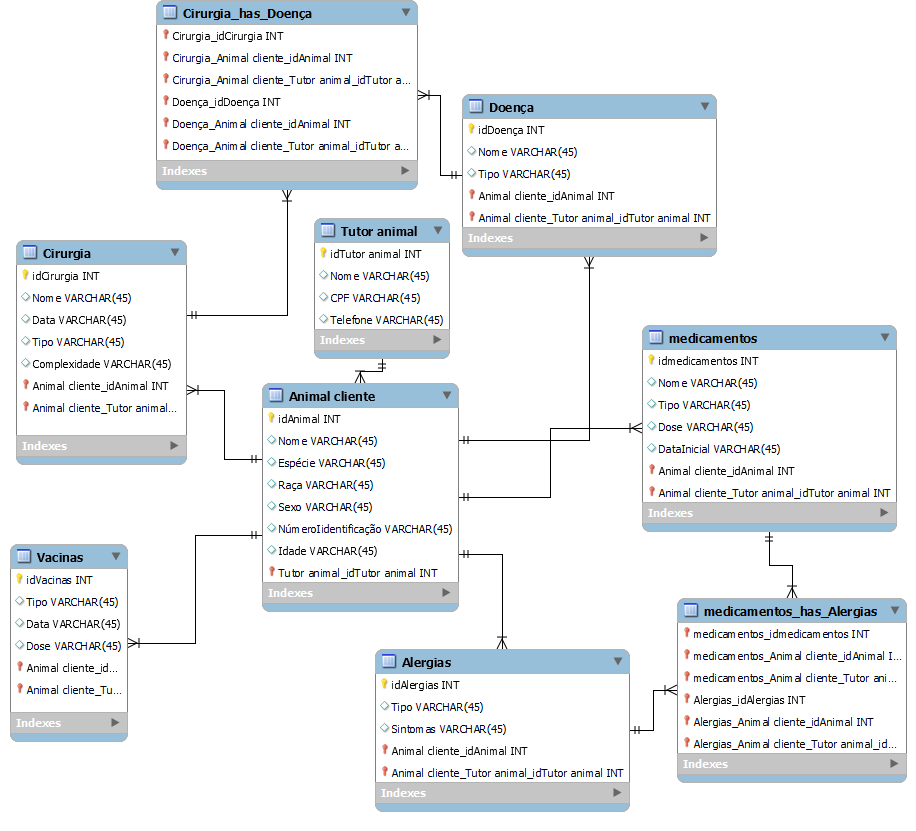 Cirurgia_has_Doença
Cirurgia_idCirurgia INT
Cirurgia_Animal cliente_idAnimal INT
Cirurgia_Animal cliente_Tutor animal_idTutor a...
Doença_idDoença INT
Doença_Animal cliente_idAnimal INT
Doença_Animal cliente_Tutor animal_idTutor a...
Indexes
Doença
idDoença INT
Nome VARCHAR(45)
Tipo VARCHAR(45)
Animal cliente_idAnimal INT
Animal cliente_Tutor animal_idTutor animal INT
Indexes
Tutor animal
idTutor animal INT
Nome VARCHAR(45)
CPF VARCHAR(45)
Telefone VARCHAR(45)
Indexes
Cirurgia
idCirurgia INT
Nome VARCHAR(45)
Data VARCHAR(45)
Tipo VARCHAR(45)
Complexidade VARCHAR(45)
Animal cliente_idAnimal INT
Animal cliente_Tutor animal...
Indexes
medicamentos
idmedicamentos INT
Nome VARCHAR(45)
Tipo VARCHAR(45)
Dose VARCHAR(45)
DataInicial VARCHAR(45)
Animal cliente_idAnimal INT
Animal cliente_Tutor animal_idTutor animal INT
Indexes
Animal cliente
idAnimal INT
Nome VARCHAR(45)
Espécie VARCHAR(45)
Raça VARCHAR(45)
Sexo VARCHAR(45)
NúmeroIidentificação VARCHAR(45)
Idade VARCHAR(45)
Tutor animal_idTutor animal INT
Indexes
Vacinas
idVacinas INT
Tipo VARCHAR(45)
Data VARCHAR(45)
Dose VARCHAR(45)
Animal cliente_id...
Animal cliente_Tu...
Indexes
Alergias
idAlergias INT
Tipo VARCHAR(45)
Sintomas VARCHAR(45)
Animal cliente_idAnimal INT
Animal cliente_Tutor animal_idTutor animal INT
Indexes
medicamentos_has_Alergias
medicamentos_idmedicamentos INT
medicamentos_Animal cliente_idAnimal I...
medicamentos_Animal cliente_Tutor ani...
Alergias_idAlergias INT
Alergias_Animal cliente_idAnimal INT
Alergias_Animal cliente_Tutor animal_id...
Indexes